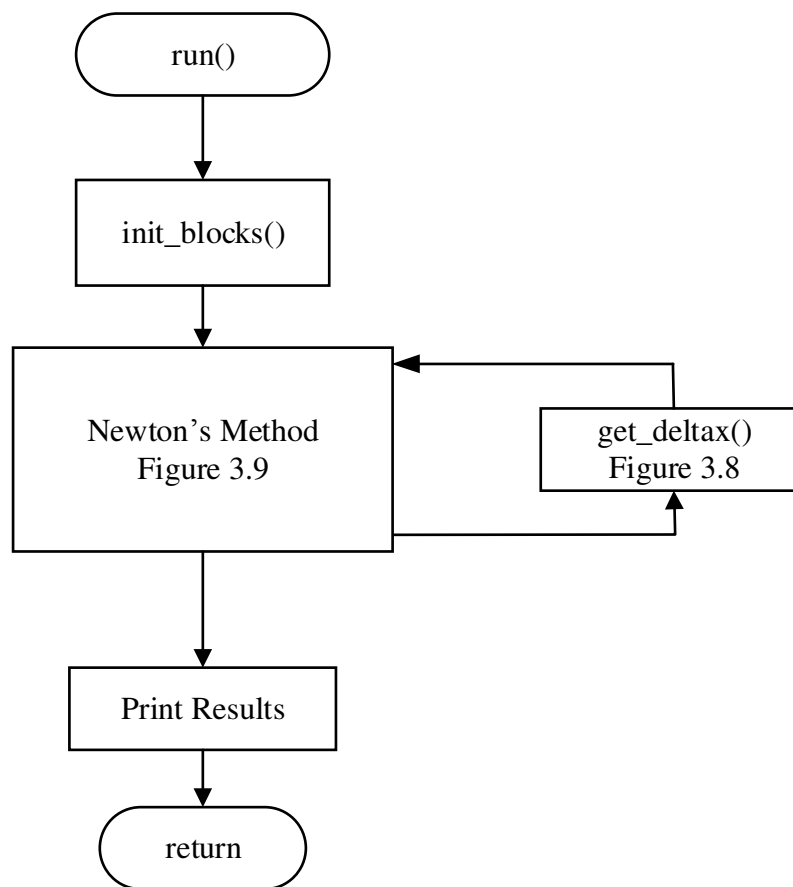 run()
init_blocks()
Newton’s Method
Figure 3.9
get_deltax()
Figure 3.8
Print Results
return